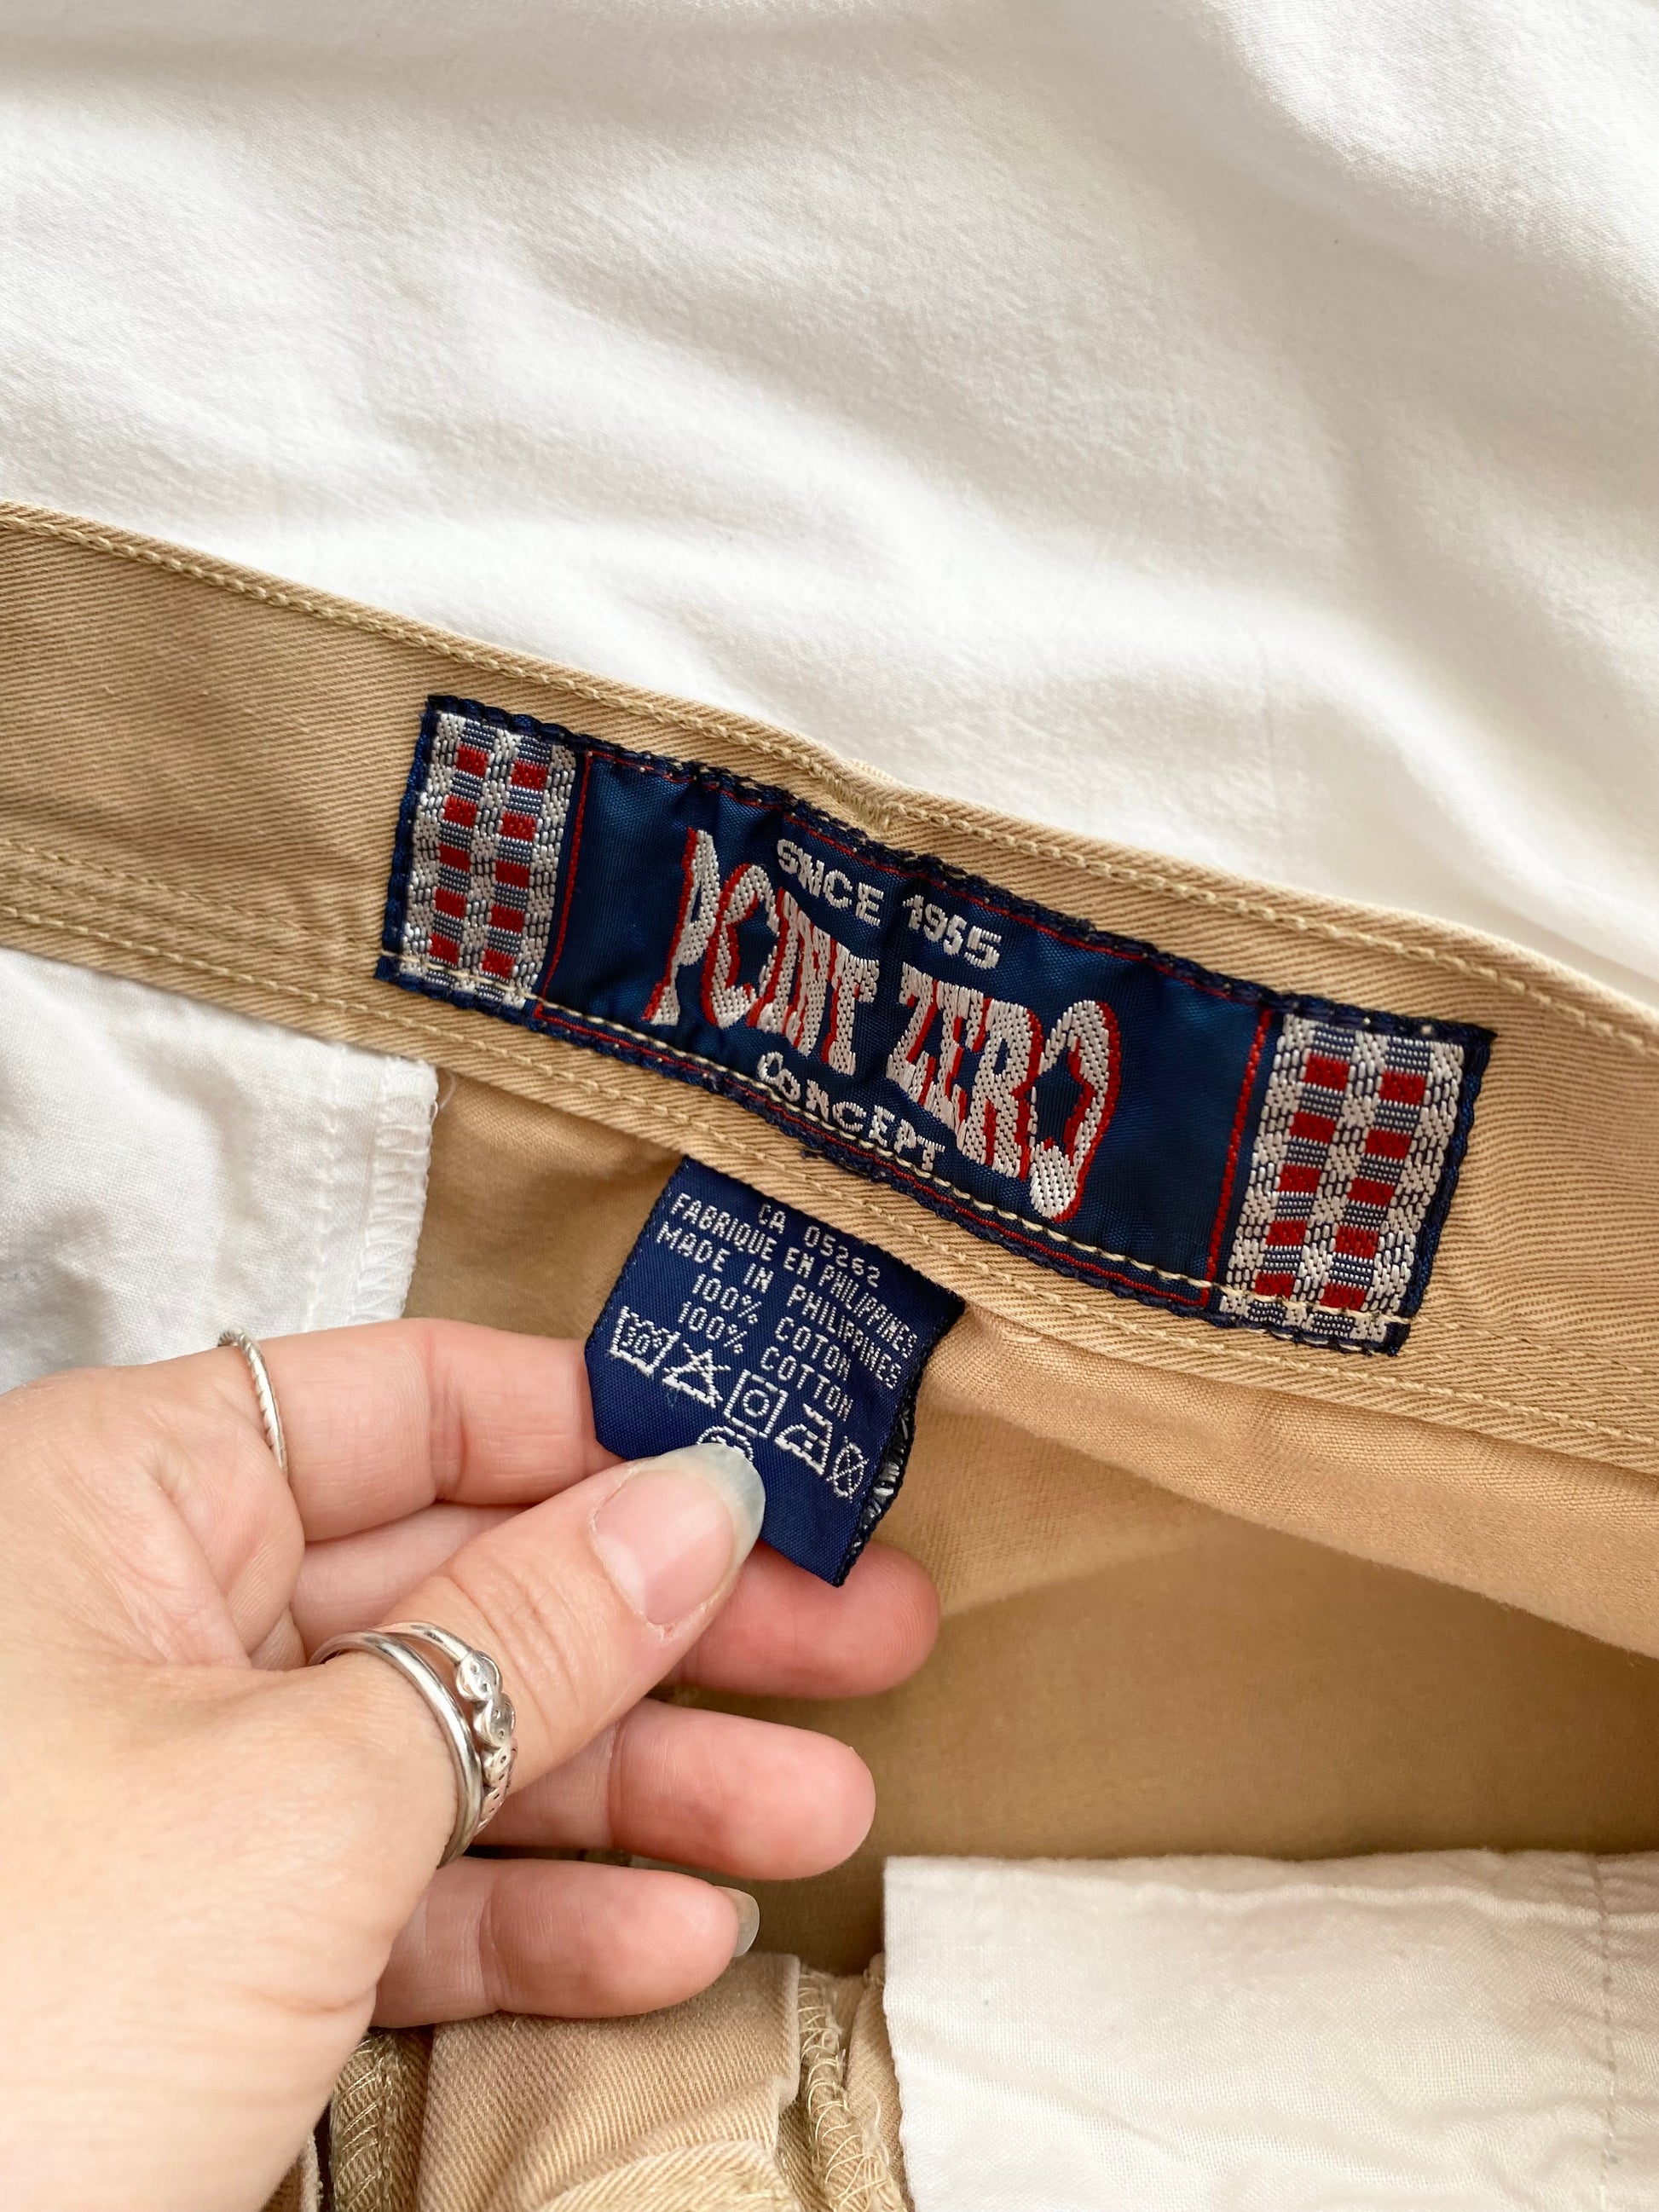 SINCE 1955
POINT ZERO
CONCEPT
CA 05262
FABRIQUE EN PHILIPPINES
MADE IN PHILIPPINES
100% COTON
100% COTTON